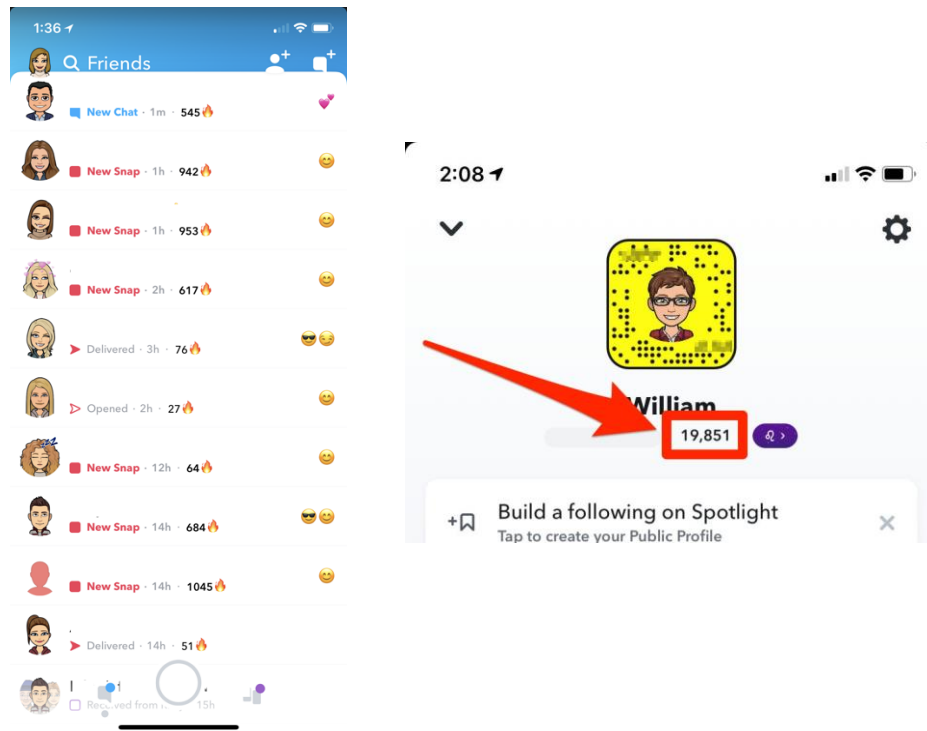 1:36
Friends
New Chat · 1m · 545🔥
New Snap · 1h · 942🔥
New Snap · 1h · 953🔥
New Snap · 2h · 617🔥
Delivered · 3h · 76🔥
Opened · 2h · 27🔥
New Snap · 12h · 64🔥
New Snap · 14h · 684🔥
New Snap · 14h · 1045🔥
Delivered · 14h · 51🔥
Received from 15h
2:08
William
19,851
Build a following on Spotlight
Tap to create your Public Profile